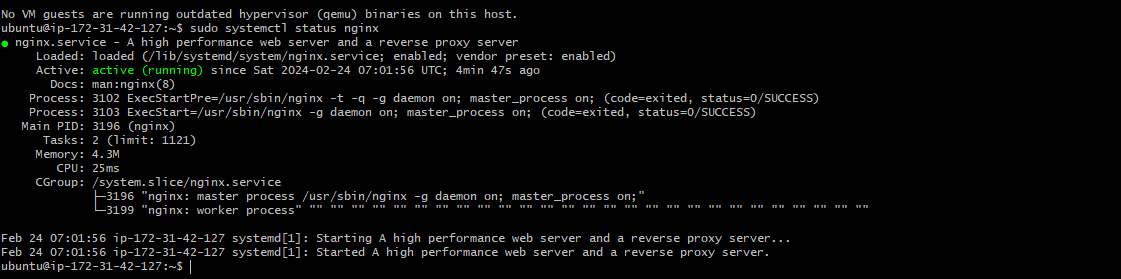 No VM guests are running outdated hypervisor (qemu) binaries on this host.
ubuntu@ip-172-31-42-127:~$ sudo systemctl status nginx
● nginx.service - A high performance web server and a reverse proxy server
     Loaded: loaded (/lib/systemd/system/nginx.service; enabled; vendor preset: enabled)
     Active: active (running) since Sat 2024-02-24 07:01:56 UTC; 4min 47s ago
       Docs: man:nginx(8)
    Process: 3102 ExecStartPre=/usr/sbin/nginx -t -q -g daemon on; master_process on; (code=exited, status=0/SUCCESS)
    Process: 3103 ExecStart=/usr/sbin/nginx -g daemon on; master_process on; (code=exited, status=0/SUCCESS)
   Main PID: 3196 (nginx)
      Tasks: 2 (limit: 1121)
     Memory: 4.3M
        CPU: 25ms
     CGroup: /system.slice/nginx.service
             ├─3196 "nginx: master process /usr/sbin/nginx -g daemon on; master_process on;"
             └─3199 "nginx: worker process" "" "" "" "" "" "" "" "" "" "" "" "" "" "" "" "" "" "" "" "" "" "" "" "" "" "" ""

Feb 24 07:01:56 ip-172-31-42-127 systemd[1]: Starting A high performance web server and a reverse proxy server...
Feb 24 07:01:56 ip-172-31-42-127 systemd[1]: Started A high performance web server and a reverse proxy server.
ubuntu@ip-172-31-42-127:~$